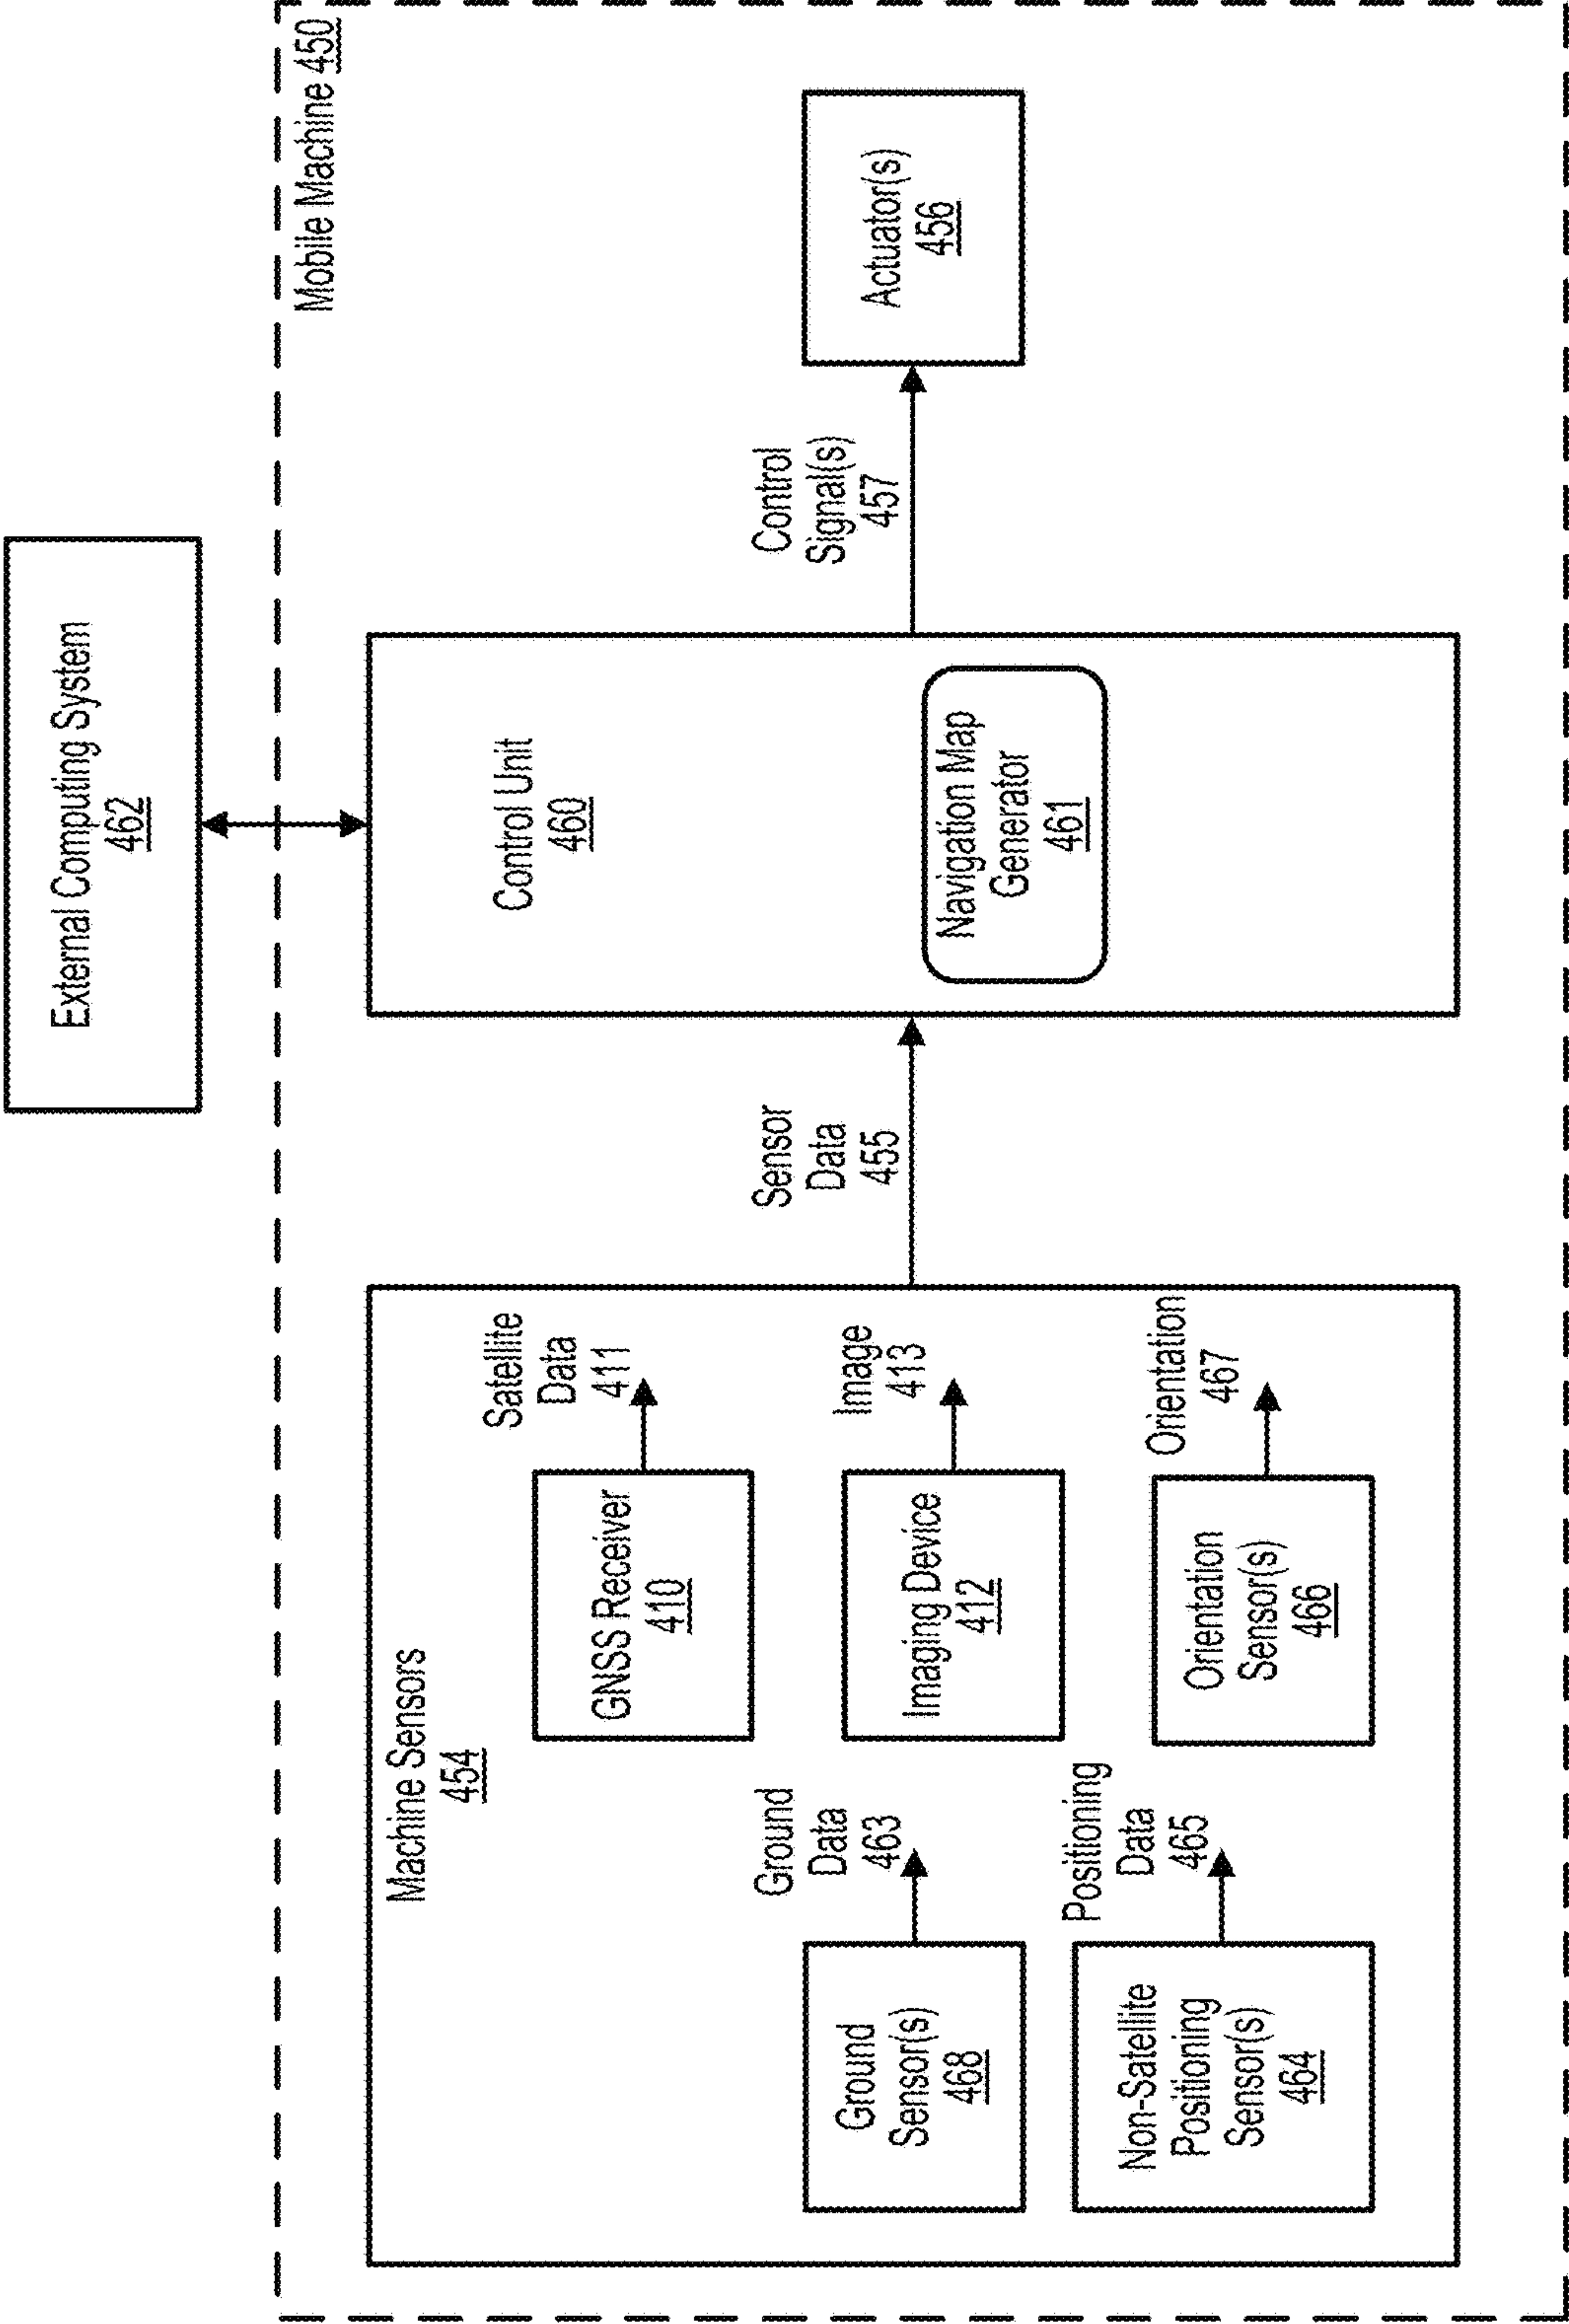 External Computing System
462
Mobile Machine 450
Machine Sensors
454
GNSS Receiver
410
Satellite
Data
411
Ground
Sensor(s)
468
Ground
Data
463
Imaging Device
412
Image
413
Non-Satellite
Positioning
Sensor(s)
464
Positioning
Data
465
Orientation
Sensor(s)
466
Orientation
467
Sensor
Data
455
Control Unit
460
Navigation Map
Generator
461
Control
Signal(s)
457
Actuator(s)
456